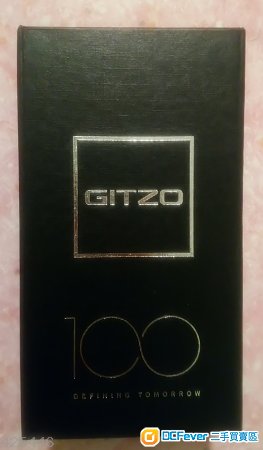 GITZO
100
DEFINING TOMORROW
DCFever 二手買賣區